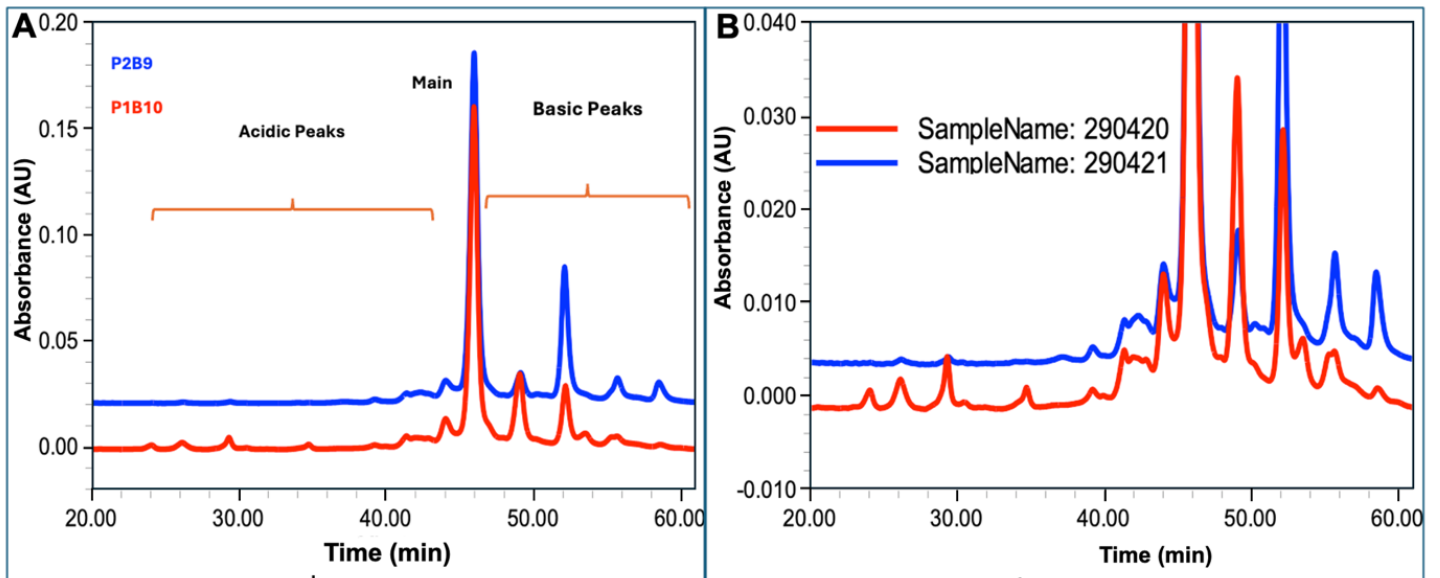 A
0.20
0.15
0.10
0.05
0.00
Absorbance (AU)
P2B9
P1B10
Acidic Peaks
Main
Basic Peaks
20.00 30.00 40.00 50.00 60.00
Time (min)
B
0.040
0.030
0.020
0.010
0.000
-0.010
Absorbance (AU)
SampleName: 290420
SampleName: 290421
20.00 30.00 40.00 50.00 60.00
Time (min)